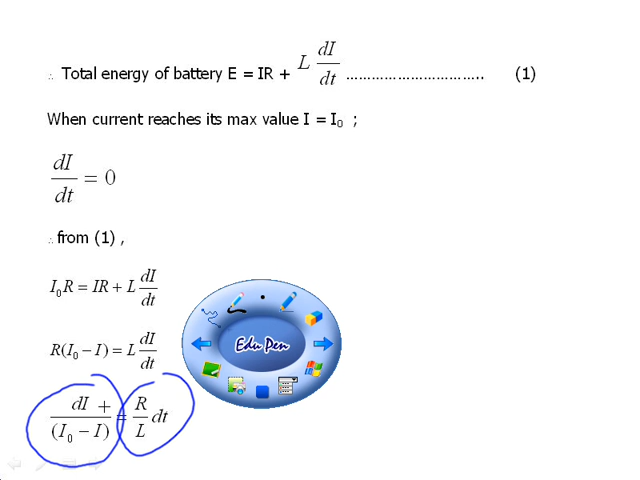 ∴ Total energy of battery E = IR + L dI/dt ................................ (1)
When current reaches its max value I = I₀ ;
dI/dt = 0
∴ from (1) ,
I₀R = IR + L dI/dt
R(I₀ − I) = L dI/dt
Edu Pen
dI/(I₀ − I) = R/L dt